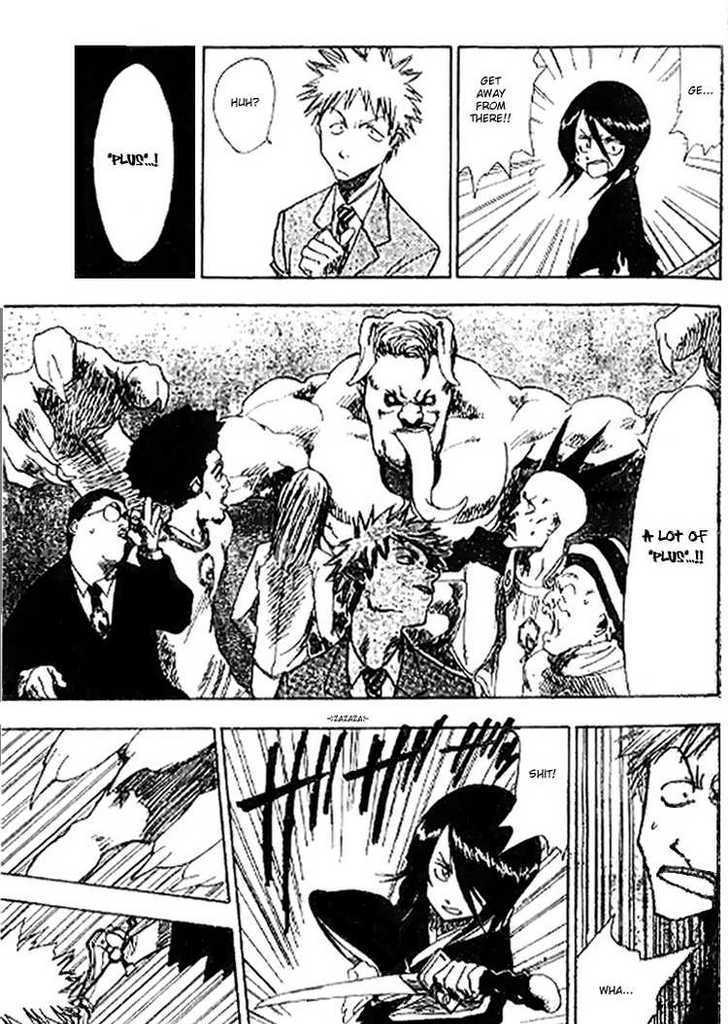 GE...
GET
AWAY
FROM
THERE!!
HUH?
"PLUS"..!
A LOT OF
"PLUS"...!!
-:ZAZAZA:-
SHIT!
WHA...